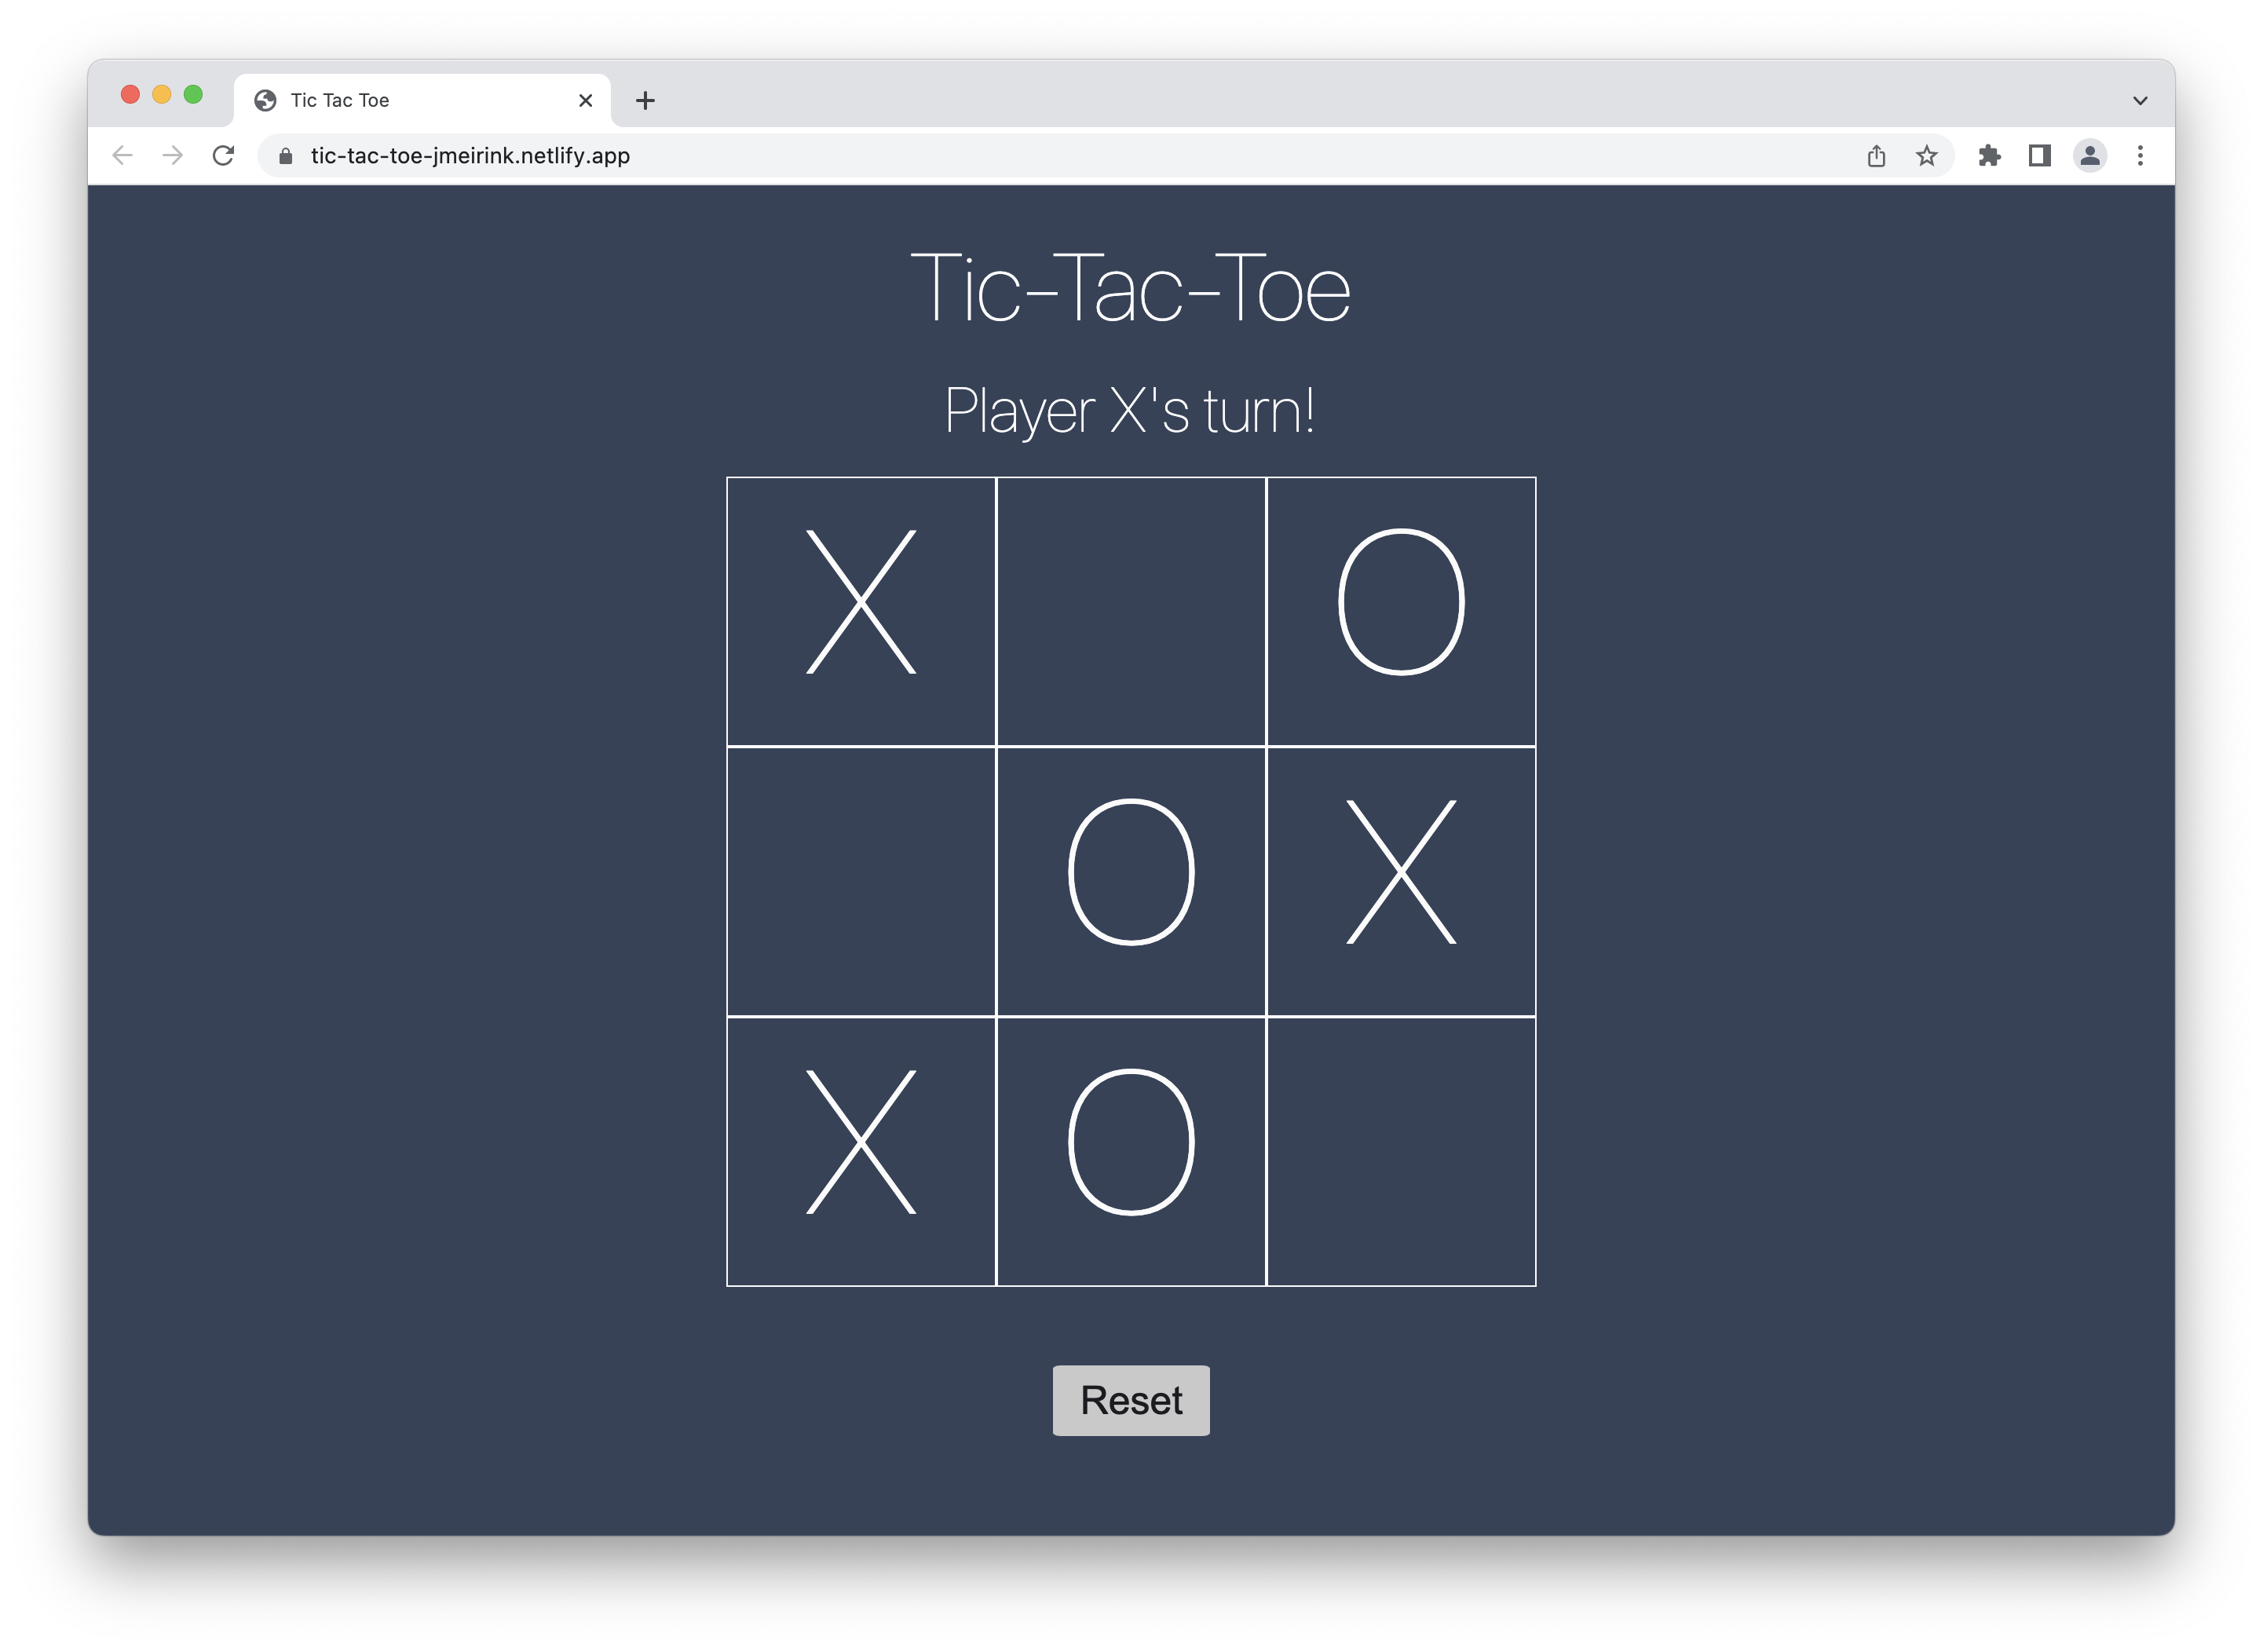 Tic Tac Toe
tic-tac-toe-jmeirink.netlify.app
Tic-Tac-Toe
Player X's turn!
X O
O X
X O
Reset